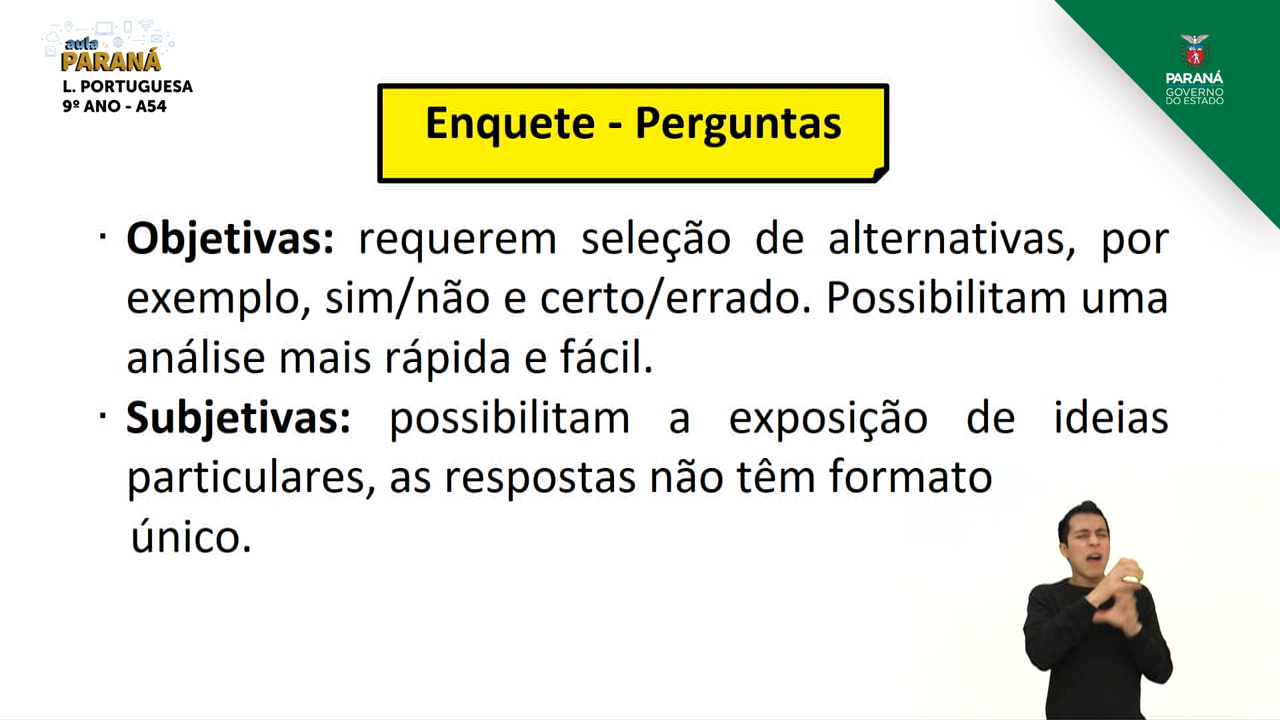 aula
PARANÁ
L. PORTUGUESA
9º ANO - A54
PARANÁ
GOVERNO
DO ESTADO
Enquete - Perguntas
· Objetivas: requerem seleção de alternativas, por
exemplo, sim/não e certo/errado. Possibilitam uma
análise mais rápida e fácil.
· Subjetivas: possibilitam a exposição de ideias
particulares, as respostas não têm formato
único.